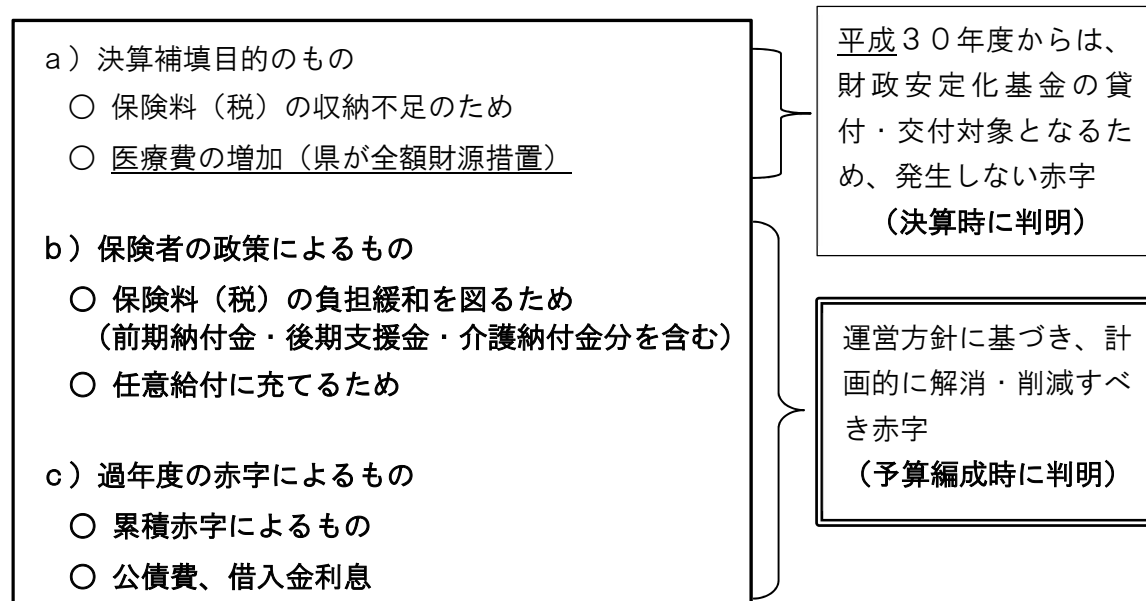 a）決算補填目的のもの
○ 保険料（税）の収納不足のため
○ 医療費の増加（県が全額財源措置）
b）保険者の政策によるもの
○ 保険料（税）の負担緩和を図るため
（前期納付金・後期支援金・介護納付金分を含む）
○ 任意給付に充てるため
c）過年度の赤字によるもの
○ 累積赤字によるもの
○ 公債費、借入金利息
平成３０年度からは、
財政安定化基金の貸
付・交付対象となるた
め、発生しない赤字
（決算時に判明）
運営方針に基づき、計
画的に解消・削減すべ
き赤字
（予算編成時に判明）